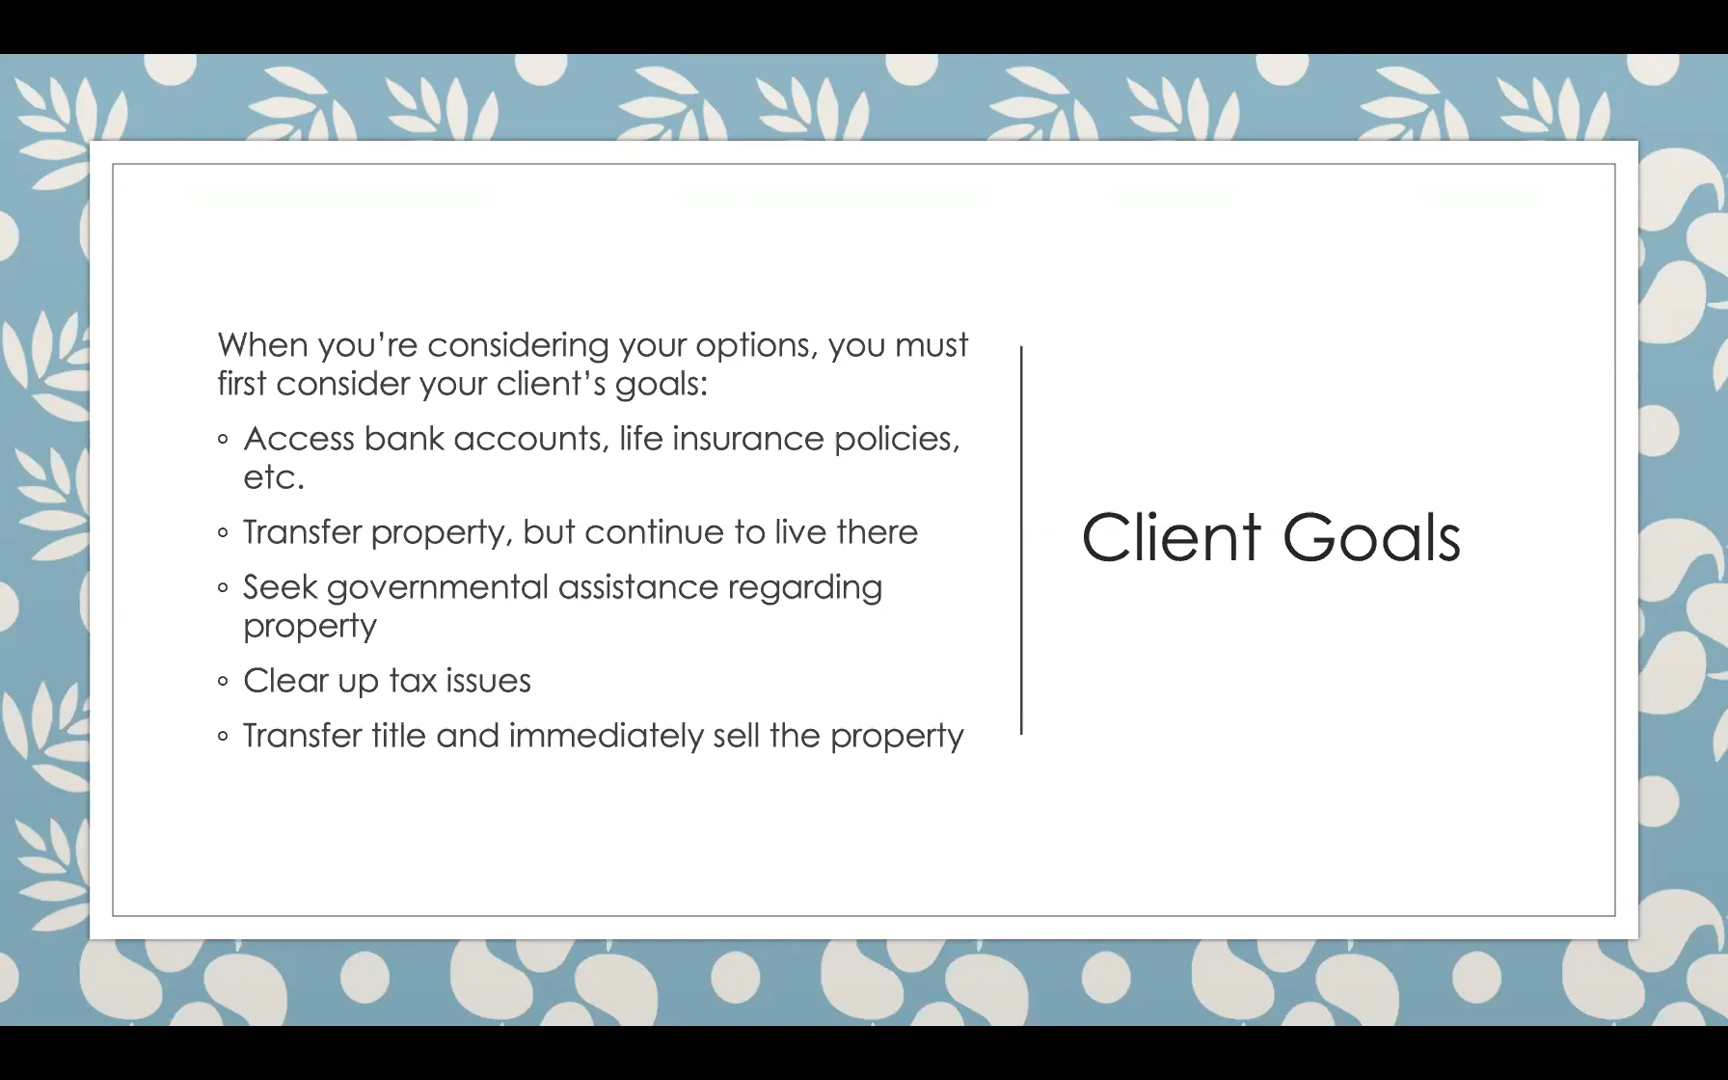 When you’re considering your options, you must
first consider your client’s goals:
◦ Access bank accounts, life insurance policies,
etc.
◦ Transfer property, but continue to live there
◦ Seek governmental assistance regarding
property
◦ Clear up tax issues
◦ Transfer title and immediately sell the property
Client Goals